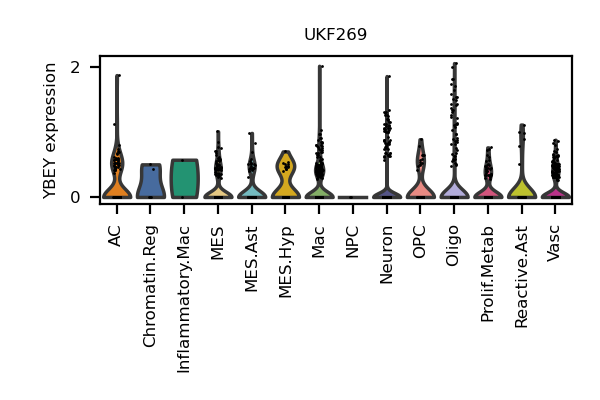 UKF269
YBEY expression
2
0
AC
Chromatin.Reg
Inflammatory.Mac
MES
MES.Ast
MES.Hyp
Mac
NPC
Neuron
OPC
Oligo
Prolif.Metab
Reactive.Ast
Vasc